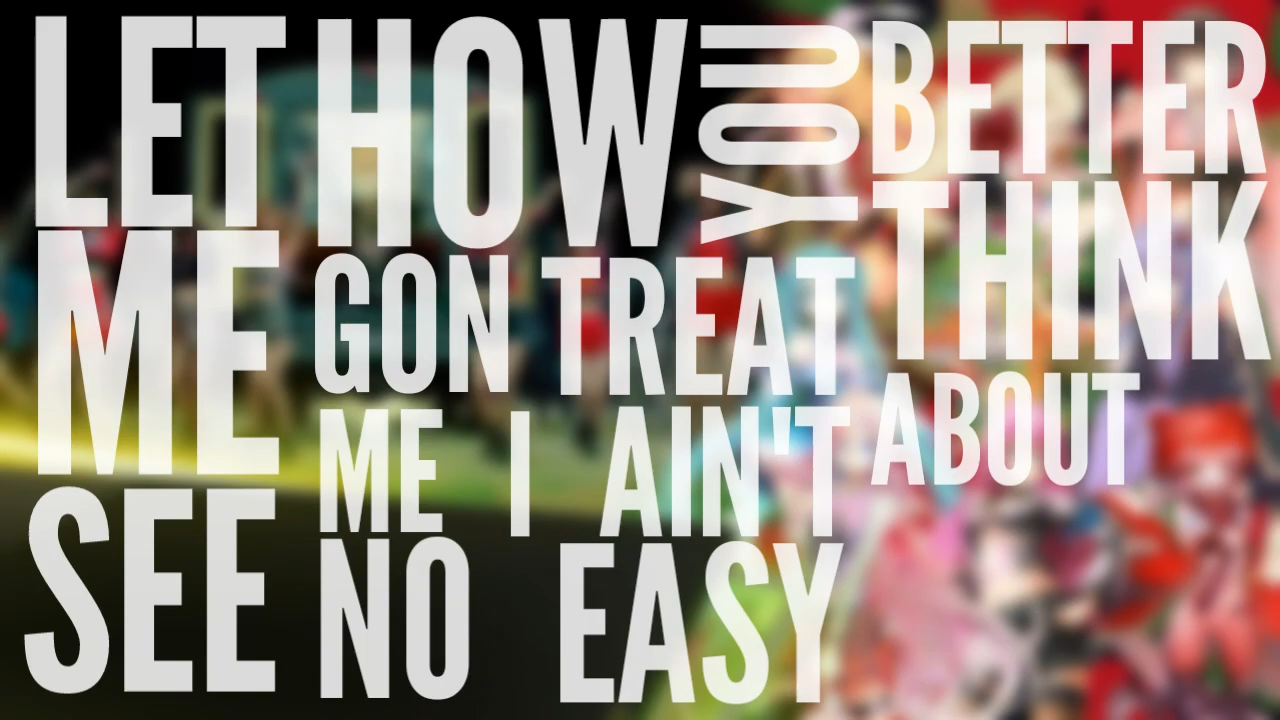 LET
ME
SEE
HOW
YOU
GON TREAT
ME I AIN'T
NO EASY
BETTER
THINK
ABOUT